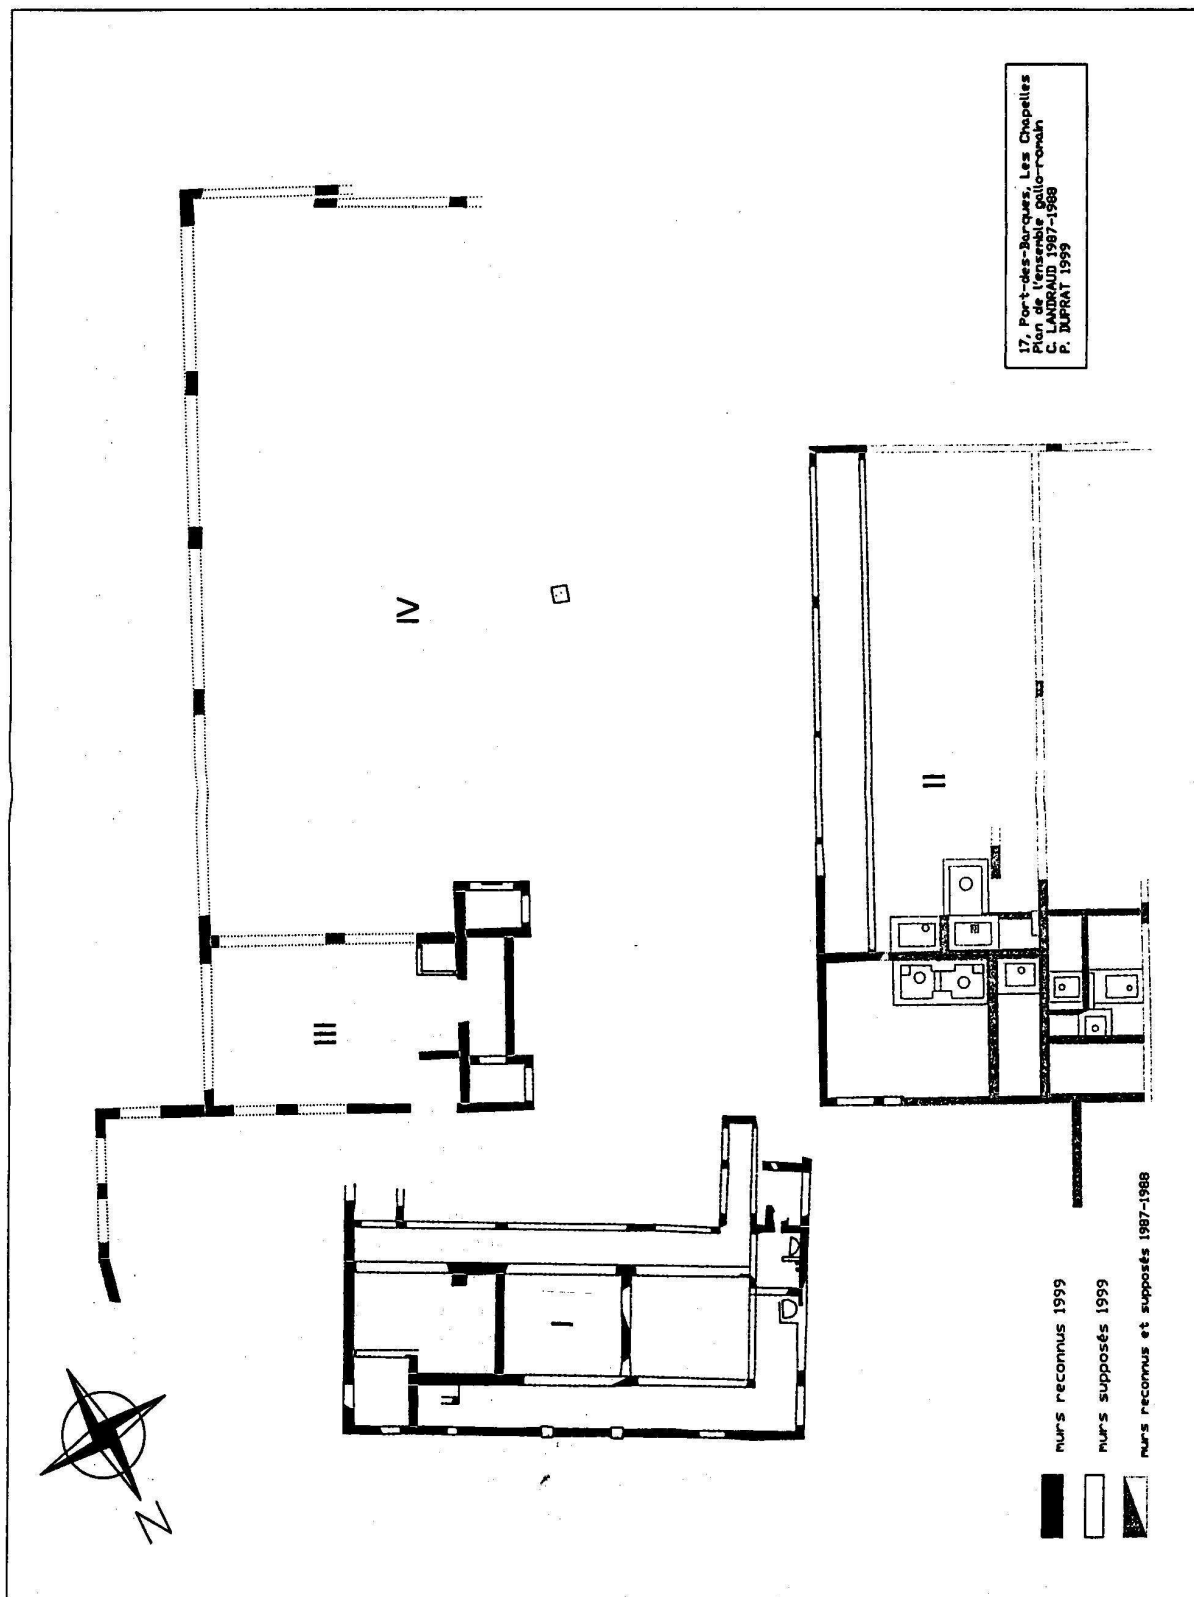 17, Port-des-Barques, Les Chapelles
Plan de l'ensemble gallo-romain
C. LANDRAUD 1987-1988
P. DUPRAT 1999
IV
III
II
I
N
murs reconnus 1999
murs supposés 1999
murs reconnus et supposés 1987-1988